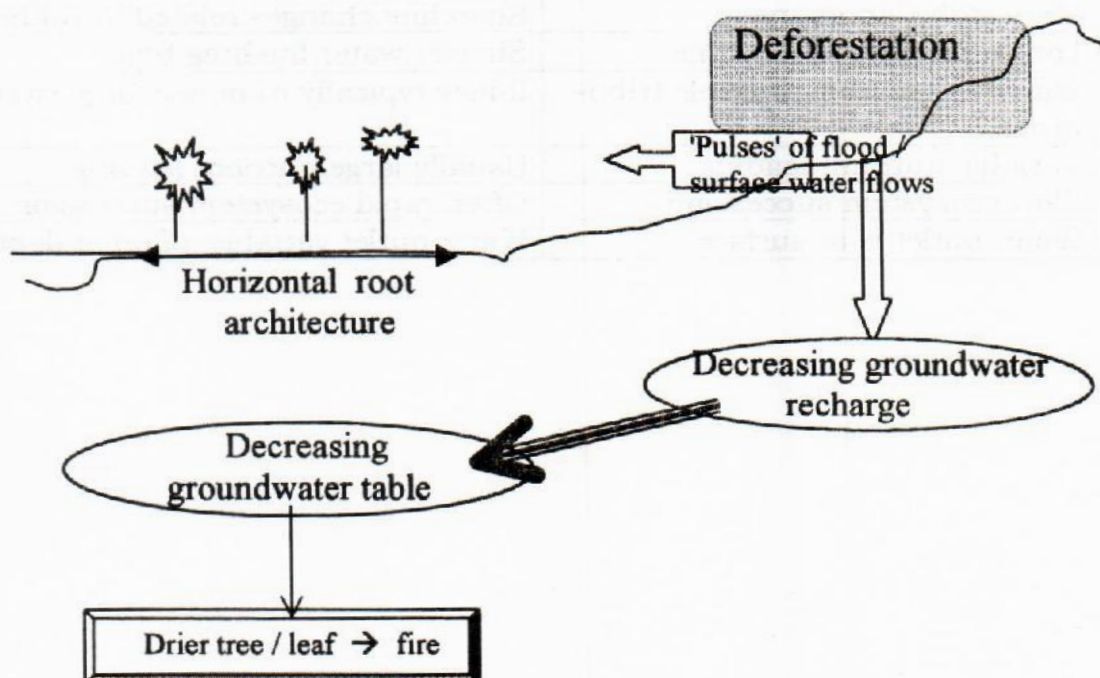 Deforestation
'Pulses' of flood /
surface water flows
Horizontal root
architecture
Decreasing groundwater
recharge
Decreasing
groundwater table
Drier tree / leaf → fire